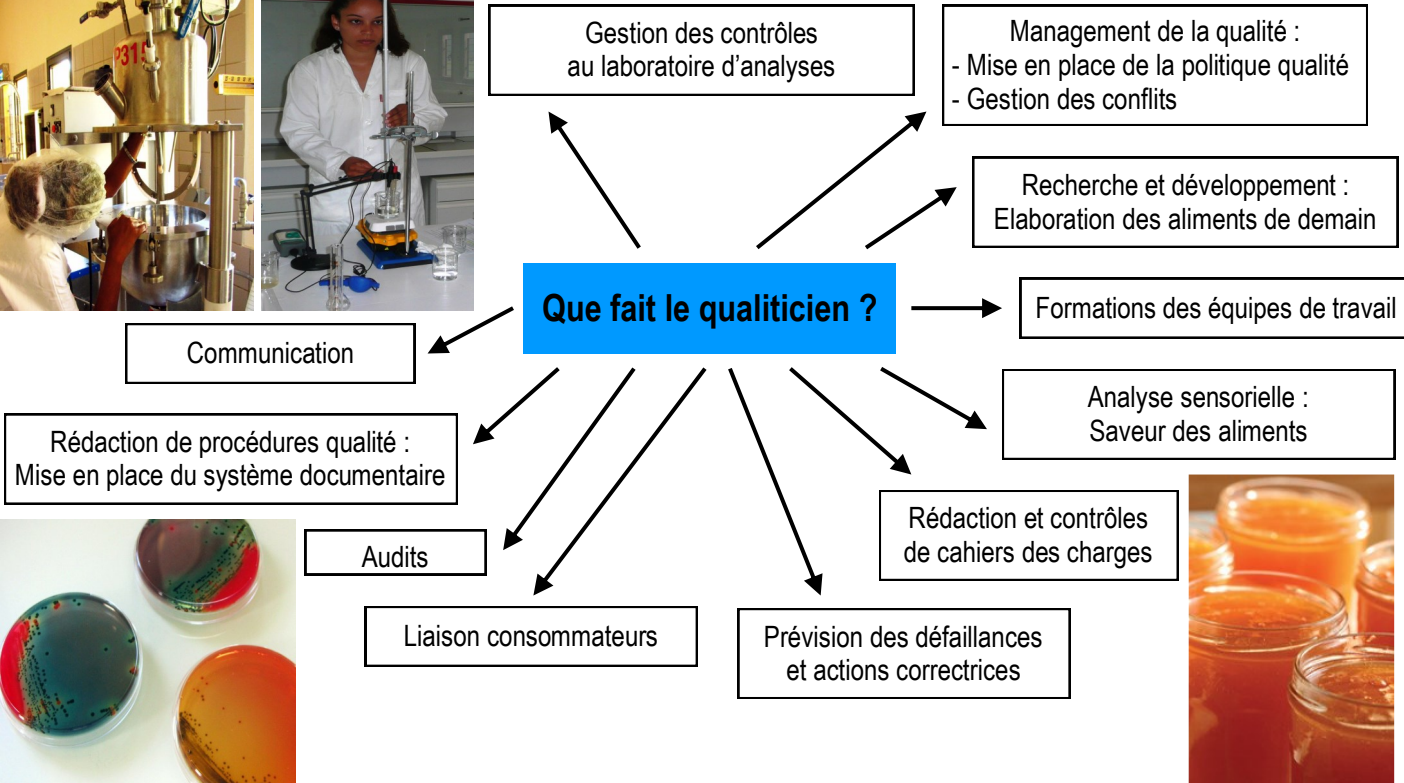 P315
Gestion des contrôles
au laboratoire d’analyses
Management de la qualité :
- Mise en place de la politique qualité
- Gestion des conflits
Recherche et développement :
Elaboration des aliments de demain
Que fait le qualiticien ?
Formations des équipes de travail
Communication
Analyse sensorielle :
Saveur des aliments
Rédaction de procédures qualité :
Mise en place du système documentaire
Rédaction et contrôles
de cahiers des charges
Audits
Liaison consommateurs
Prévision des défaillances
et actions correctrices